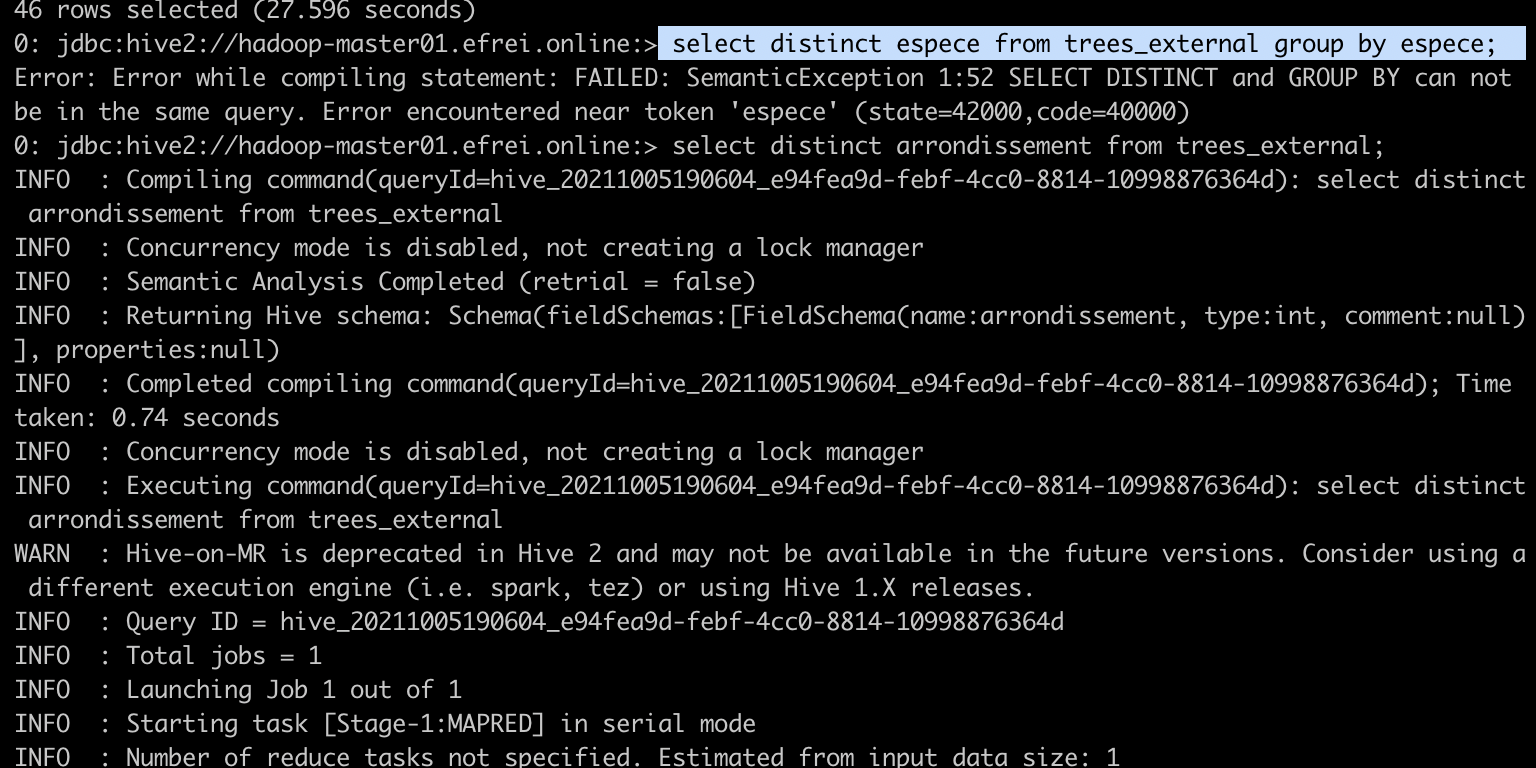 46 rows selected (27.596 seconds)
0: jdbc:hive2://hadoop-master01.efrei.online:> select distinct espece from trees_external group by espece;
Error: Error while compiling statement: FAILED: SemanticException 1:52 SELECT DISTINCT and GROUP BY can not
be in the same query. Error encountered near token 'espece' (state=42000,code=40000)
0: jdbc:hive2://hadoop-master01.efrei.online:> select distinct arrondissement from trees_external;
INFO  : Compiling command(queryId=hive_20211005190604_e94fea9d-febf-4cc0-8814-10998876364d): select distinct
 arrondissement from trees_external
INFO  : Concurrency mode is disabled, not creating a lock manager
INFO  : Semantic Analysis Completed (retrial = false)
INFO  : Returning Hive schema: Schema(fieldSchemas:[FieldSchema(name:arrondissement, type:int, comment:null)
], properties:null)
INFO  : Completed compiling command(queryId=hive_20211005190604_e94fea9d-febf-4cc0-8814-10998876364d); Time
taken: 0.74 seconds
INFO  : Concurrency mode is disabled, not creating a lock manager
INFO  : Executing command(queryId=hive_20211005190604_e94fea9d-febf-4cc0-8814-10998876364d): select distinct
 arrondissement from trees_external
WARN  : Hive-on-MR is deprecated in Hive 2 and may not be available in the future versions. Consider using a
 different execution engine (i.e. spark, tez) or using Hive 1.X releases.
INFO  : Query ID = hive_20211005190604_e94fea9d-febf-4cc0-8814-10998876364d
INFO  : Total jobs = 1
INFO  : Launching Job 1 out of 1
INFO  : Starting task [Stage-1:MAPRED] in serial mode
INFO  : Number of reduce tasks not specified. Estimated from input data size: 1